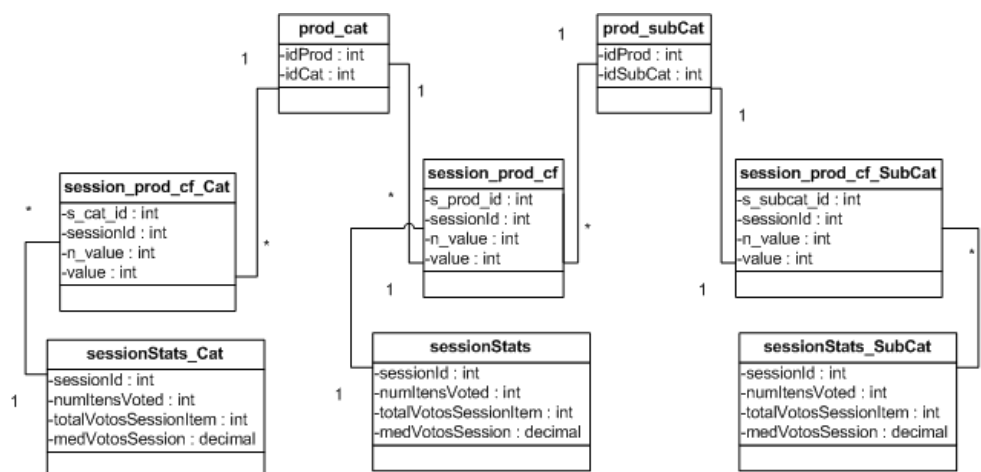 prod_cat
-idProd : int
-idCat : int
prod_subCat
-idProd : int
-idSubCat : int
1
1
1
1
session_prod_cf_Cat
-s_cat_id : int
-sessionId : int
-n_value : int
-value : int
session_prod_cf
-s_prod_id : int
-sessionId : int
-n_value : int
-value : int
session_prod_cf_SubCat
-s_subcat_id : int
-sessionId : int
-n_value : int
-value : int
*
*
*
*
*
1
1
sessionStats_Cat
-sessionId : int
-numItensVoted : int
-totalVotosSessionItem : int
-medVotosSession : decimal
sessionStats
-sessionId : int
-numItensVoted : int
-totalVotosSessionItem : int
-medVotosSession : decimal
sessionStats_SubCat
-sessionId : int
-numItensVoted : int
-totalVotosSessionItem : int
-medVotosSession : decimal
1
1